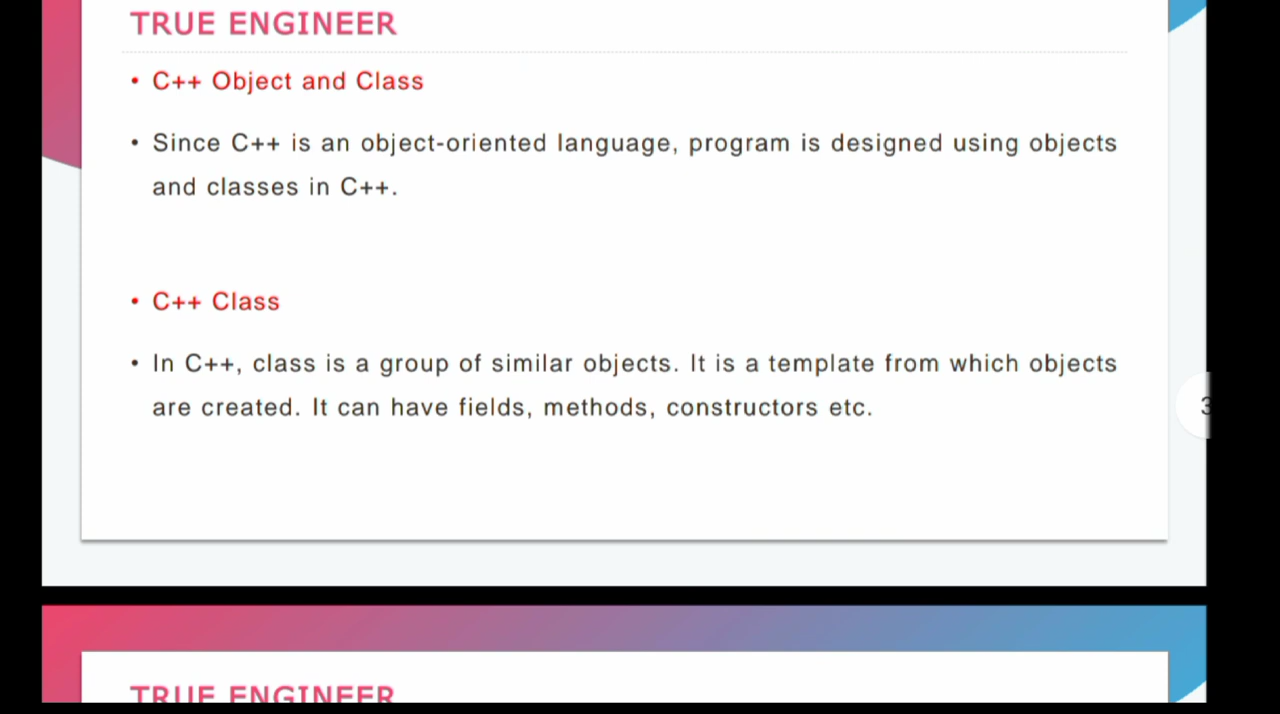 TRUE ENGINEER
• C++ Object and Class
• Since C++ is an object-oriented language, program is designed using objects
and classes in C++.
• C++ Class
• In C++, class is a group of similar objects. It is a template from which objects
are created. It can have fields, methods, constructors etc.
3
TRUE ENGINEER